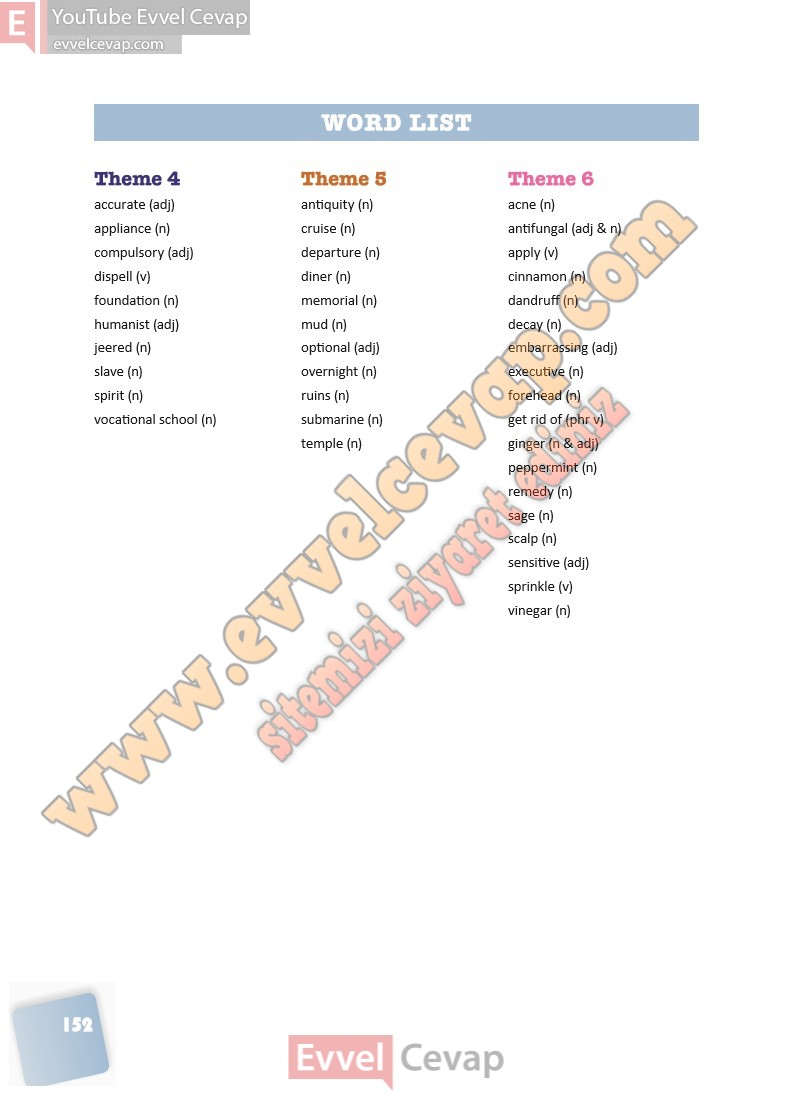 E YouTube Evvel Cevap
evvelcevap.com
WORD LIST
Theme 4
accurate (adj)
appliance (n)
compulsory (adj)
dispell (v)
foundation (n)
humanist (adj)
jeered (n)
slave (n)
spirit (n)
vocational school (n)
Theme 5
antiquity (n)
cruise (n)
departure (n)
diner (n)
memorial (n)
mud (n)
optional (adj)
overnight (n)
ruins (n)
submarine (n)
temple (n)
Theme 6
acne (n)
antifungal (adj & n)
apply (v)
cinnamon (n)
dandruff (n)
decay (n)
embarrassing (adj)
executive (n)
forehead (n)
get rid of (phr v)
ginger (n & adj)
peppermint (n)
remedy (n)
sage (n)
scalp (n)
sensitive (adj)
sprinkle (v)
vinegar (n)
www.evvelcevap.com
sitemizi ziyaret ediniz
152
Evvel Cevap